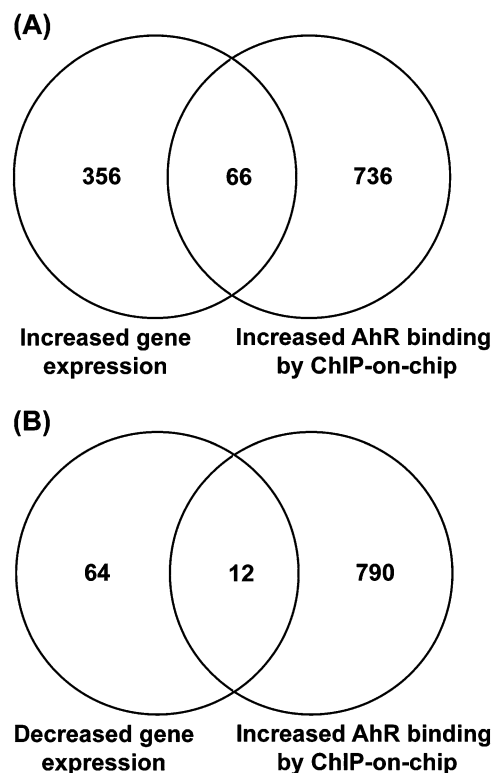 (A)
356 66 736
Increased gene expression
Increased AhR binding by ChIP-on-chip
(B)
64 12 790
Decreased gene expression
Increased AhR binding by ChIP-on-chip